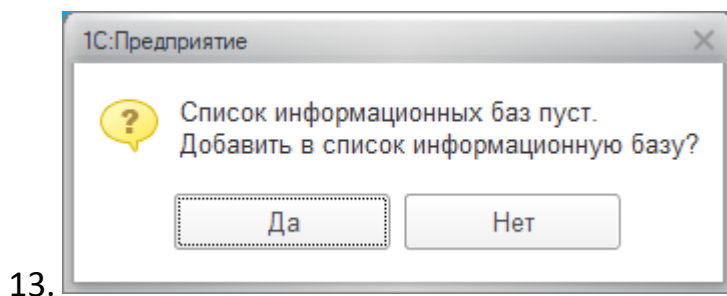 1С:Предприятие
?
Список информационных баз пуст.
Добавить в список информационную базу?
Да
Нет
13.